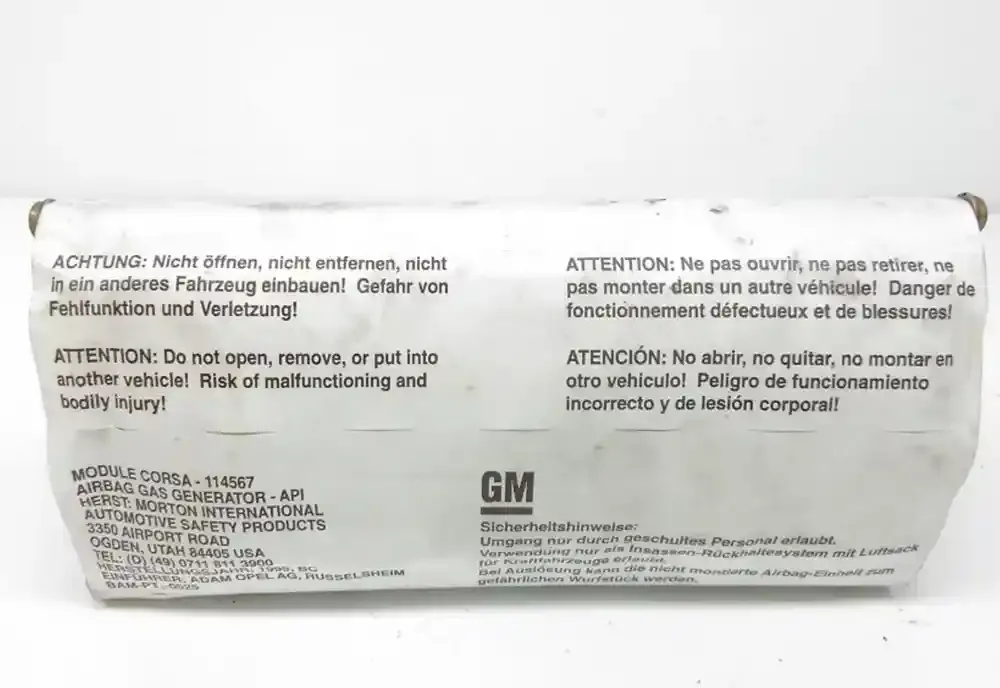 ACHTUNG: Nicht öffnen, nicht entfernen, nicht
in ein anderes Fahrzeug einbauen! Gefahr von
Fehlfunktion und Verletzung!
ATTENTION: Do not open, remove, or put into
another vehicle! Risk of malfunctioning and
bodily injury!
ATTENTION: Ne pas ouvrir, ne pas retirer, ne
pas monter dans un autre véhicule! Danger de
fonctionnement défectueux et de blessures!
ATENCIÓN: No abrir, no quitar, no montar en
otro vehiculo! Peligro de funcionamiento
incorrecto y de lesión corporal!
MODULE CORSA - 114567
AIRBAG GAS GENERATOR - API
HERST: MORTON INTERNATIONAL
AUTOMOTIVE SAFETY PRODUCTS
3350 AIRPORT ROAD
OGDEN, UTAH 84405 USA
TEL: (D) (49) 0711 811 3900
HERSTELLUNGSJAHR: BC
EINFÜHRER: ADAM OPEL AG, RUSSELSHEIM
BAM-PT -
GM
Sicherheitshinweise:
Umgang nur durch geschultes Personal erlaubt.
Verwendung nur als Insassen-Rückhaltesystem mit Luftsack
für Kraftfahrzeuge erlaubt.
Bei Auslösung kann die nicht montierte Airbag-Einheit zum
gefährlichen Wurfstück werden.